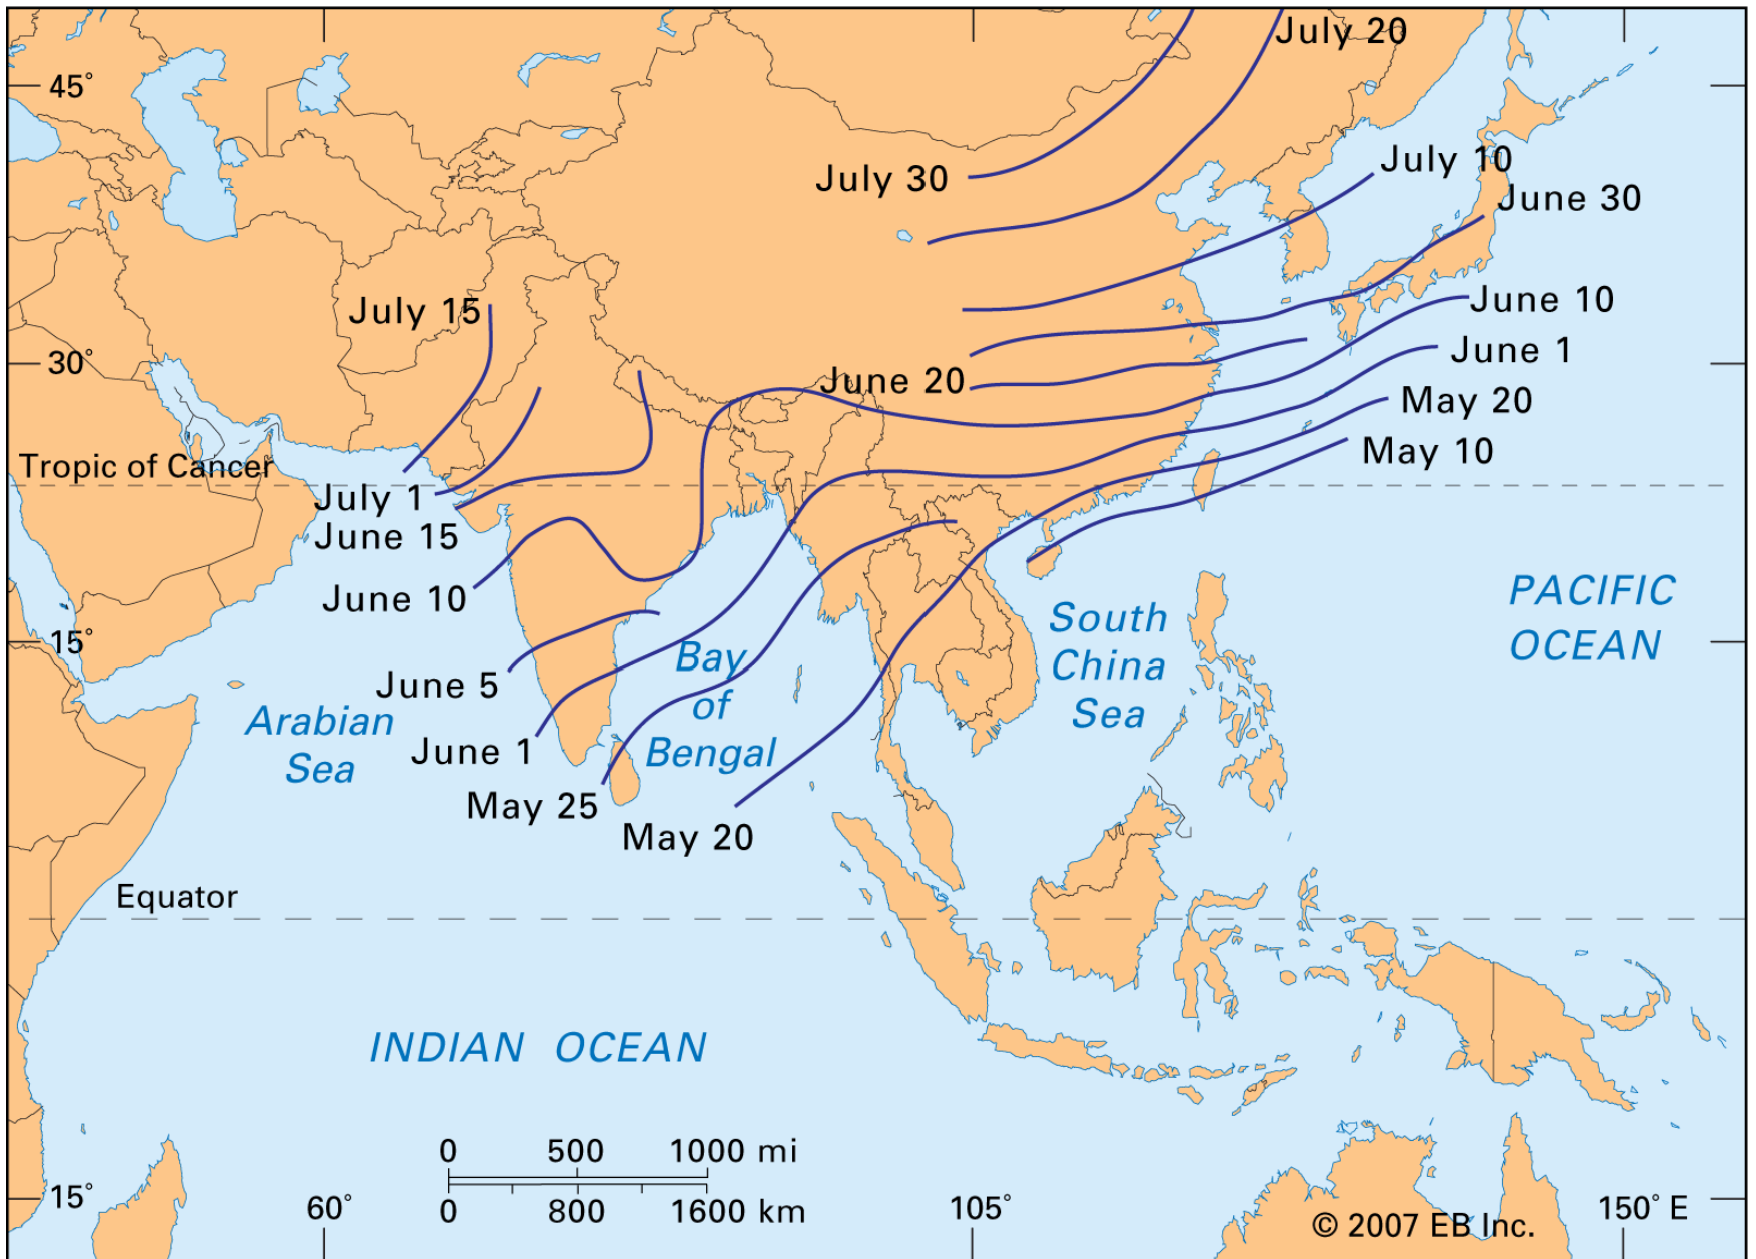 July 20
45°
July 10
July 30
June 30
June 10
July 15
June 1
30°
June 20
May 20
May 10
Tropic of Cancer
July 1
June 15
June 10
PACIFIC
OCEAN
South
China
Sea
15°
Bay
of
Bengal
June 5
Arabian
Sea
June 1
May 25
May 20
Equator
INDIAN OCEAN
0 500 1000 mi
0 800 1600 km
15°
60°
105°
150° E
© 2007 EB Inc.